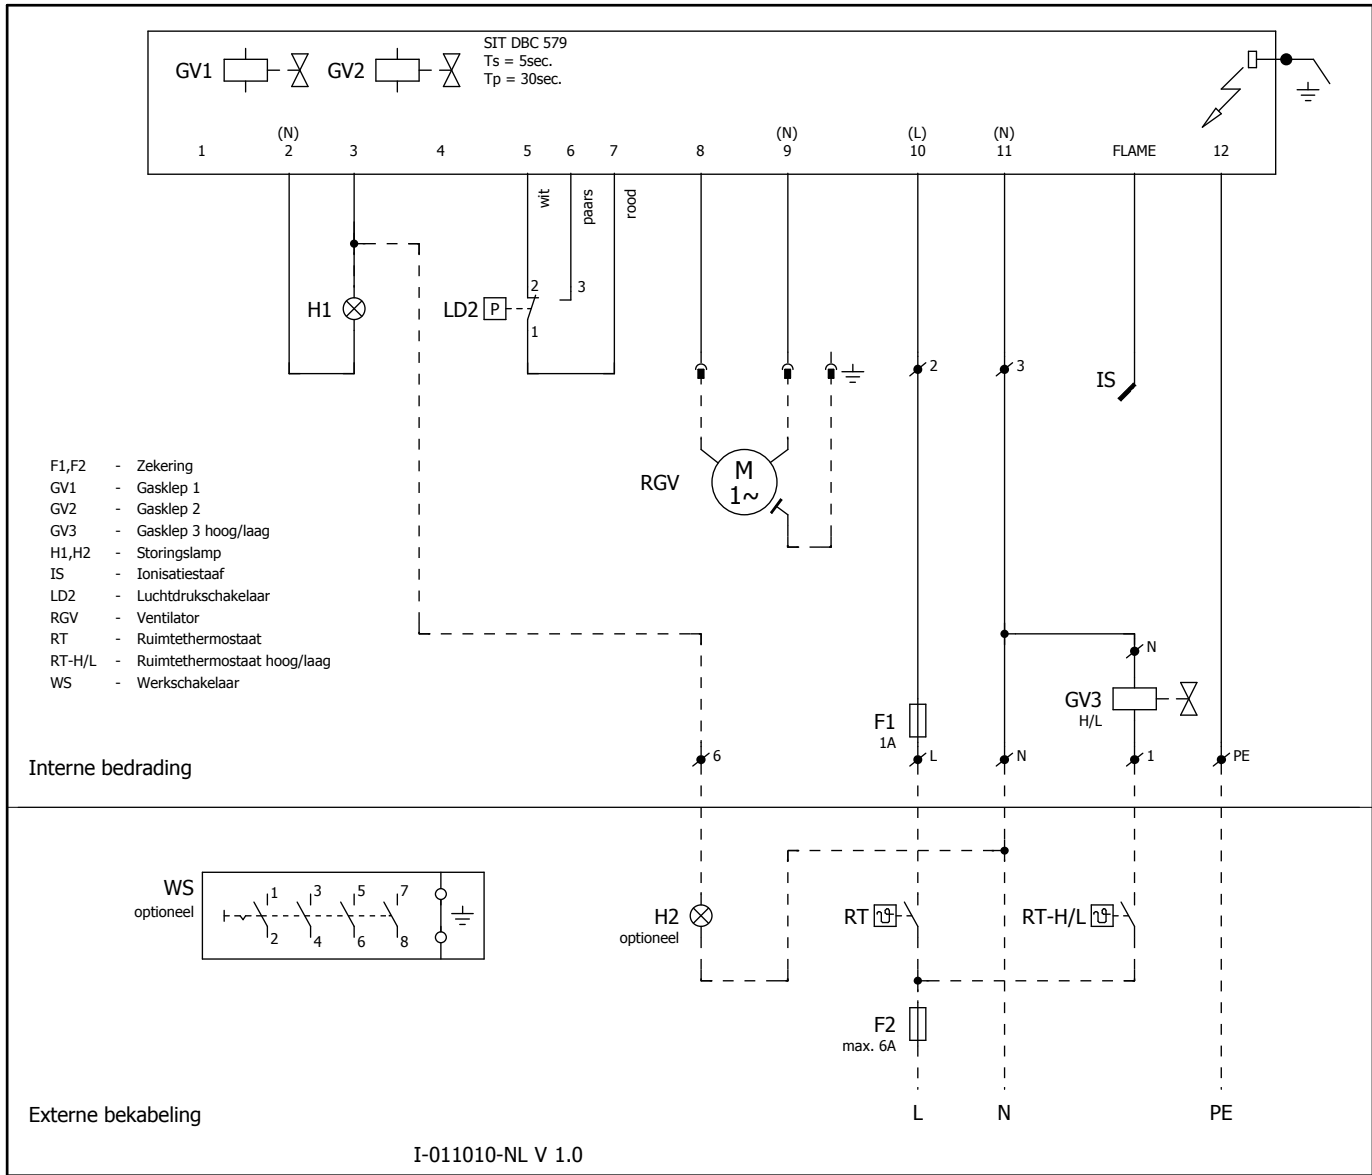 SIT DBC 579
Ts = 5sec.
Tp = 30sec.
GV1
GV2
(N) (N) (L) (N)
1 2 3 4 5 6 7 8 9 10 11 FLAME 12
wit
paars
rood
2 3
H1
LD2 P
1
2 3
IS
RGV
M
1~
F1,F2 - Zekering
GV1 - Gasklep 1
GV2 - Gasklep 2
GV3 - Gasklep 3 hoog/laag
H1,H2 - Storingslamp
IS - Ionisatiestaaf
LD2 - Luchtdrukschakelaar
RGV - Ventilator
RT - Ruimtethermostaat
RT-H/L - Ruimtethermostaat hoog/laag
WS - Werkschakelaar
N
GV3
H/L
F1
1A
6 L N 1 PE
Interne bedrading
WS
optioneel
1 3 5 7
2 4 6 8
H2
optioneel
RT ϑ
RT-H/L ϑ
F2
max. 6A
L N PE
Externe bekabeling
I-011010-NL V 1.0